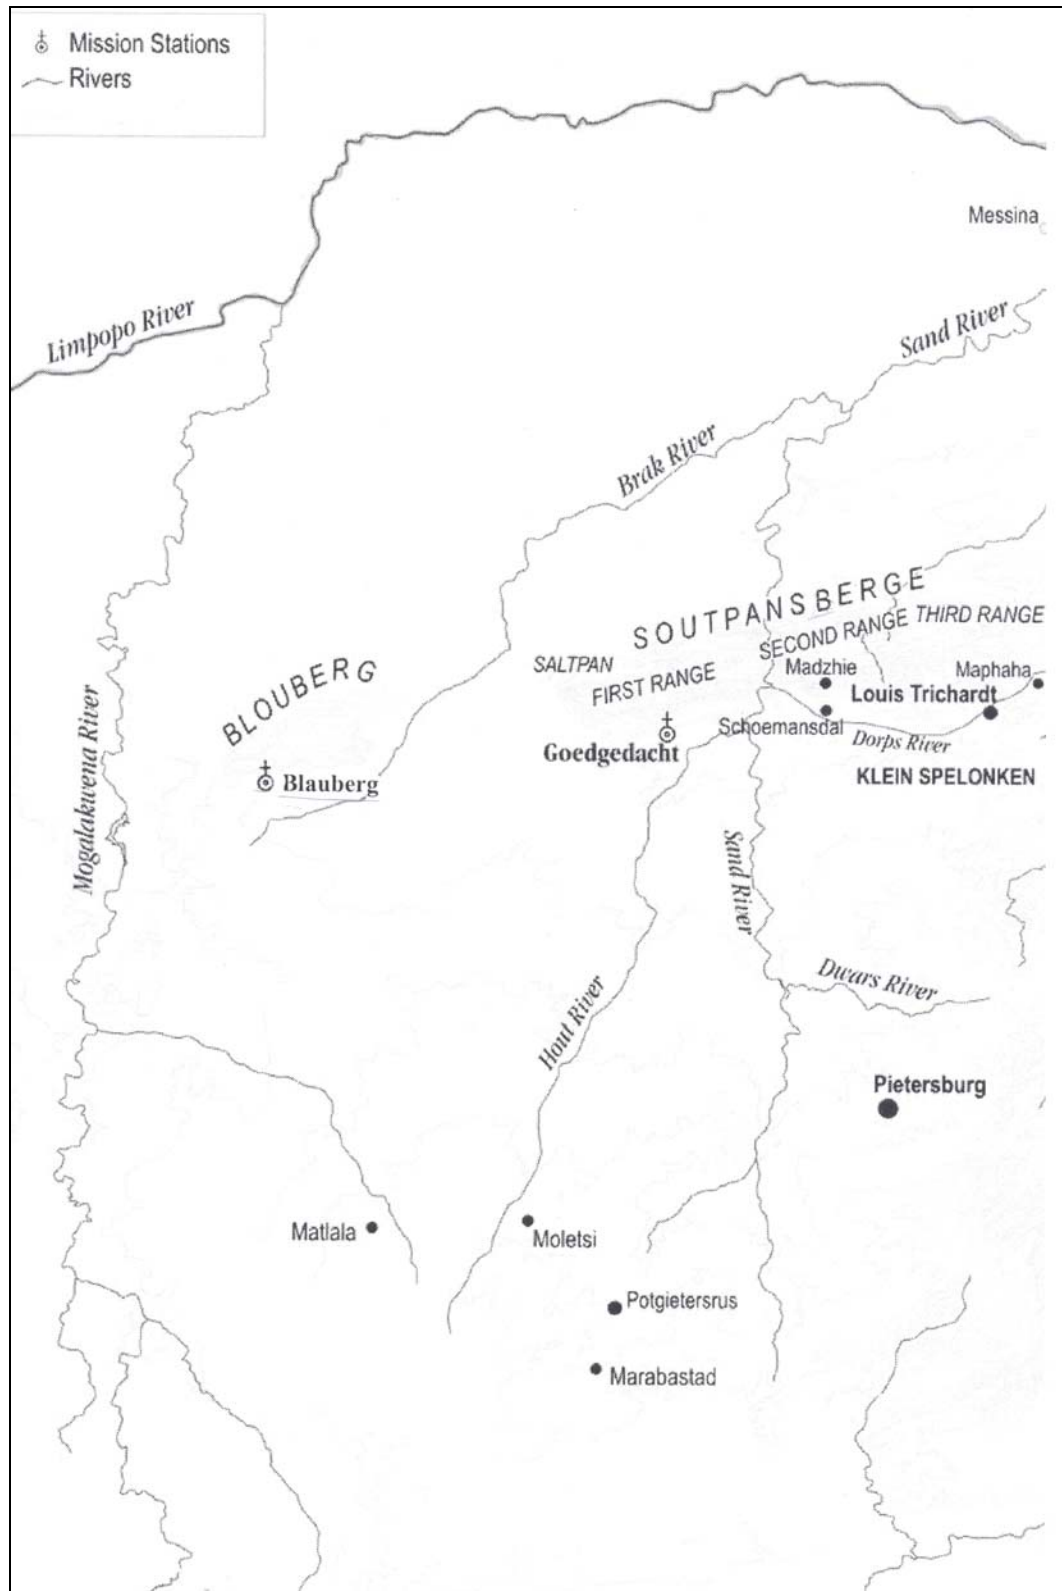 Mission Stations
Rivers
Messina
Limpopo River
Sand River
Brak River
SOUTPANSBERGE
SECOND RANGE
THIRD RANGE
SALTPAN
FIRST RANGE
BLOUBERG
Madzhie
Maphaha
Louis Trichardt
Schoemansdal
Dorps River
Goedgedacht
KLEIN SPELONKEN
Blauberg
Mogalakwena River
Sand River
Dwars River
Hout River
Pietersburg
Matlala
Moletsi
Potgietersrus
Marabastad